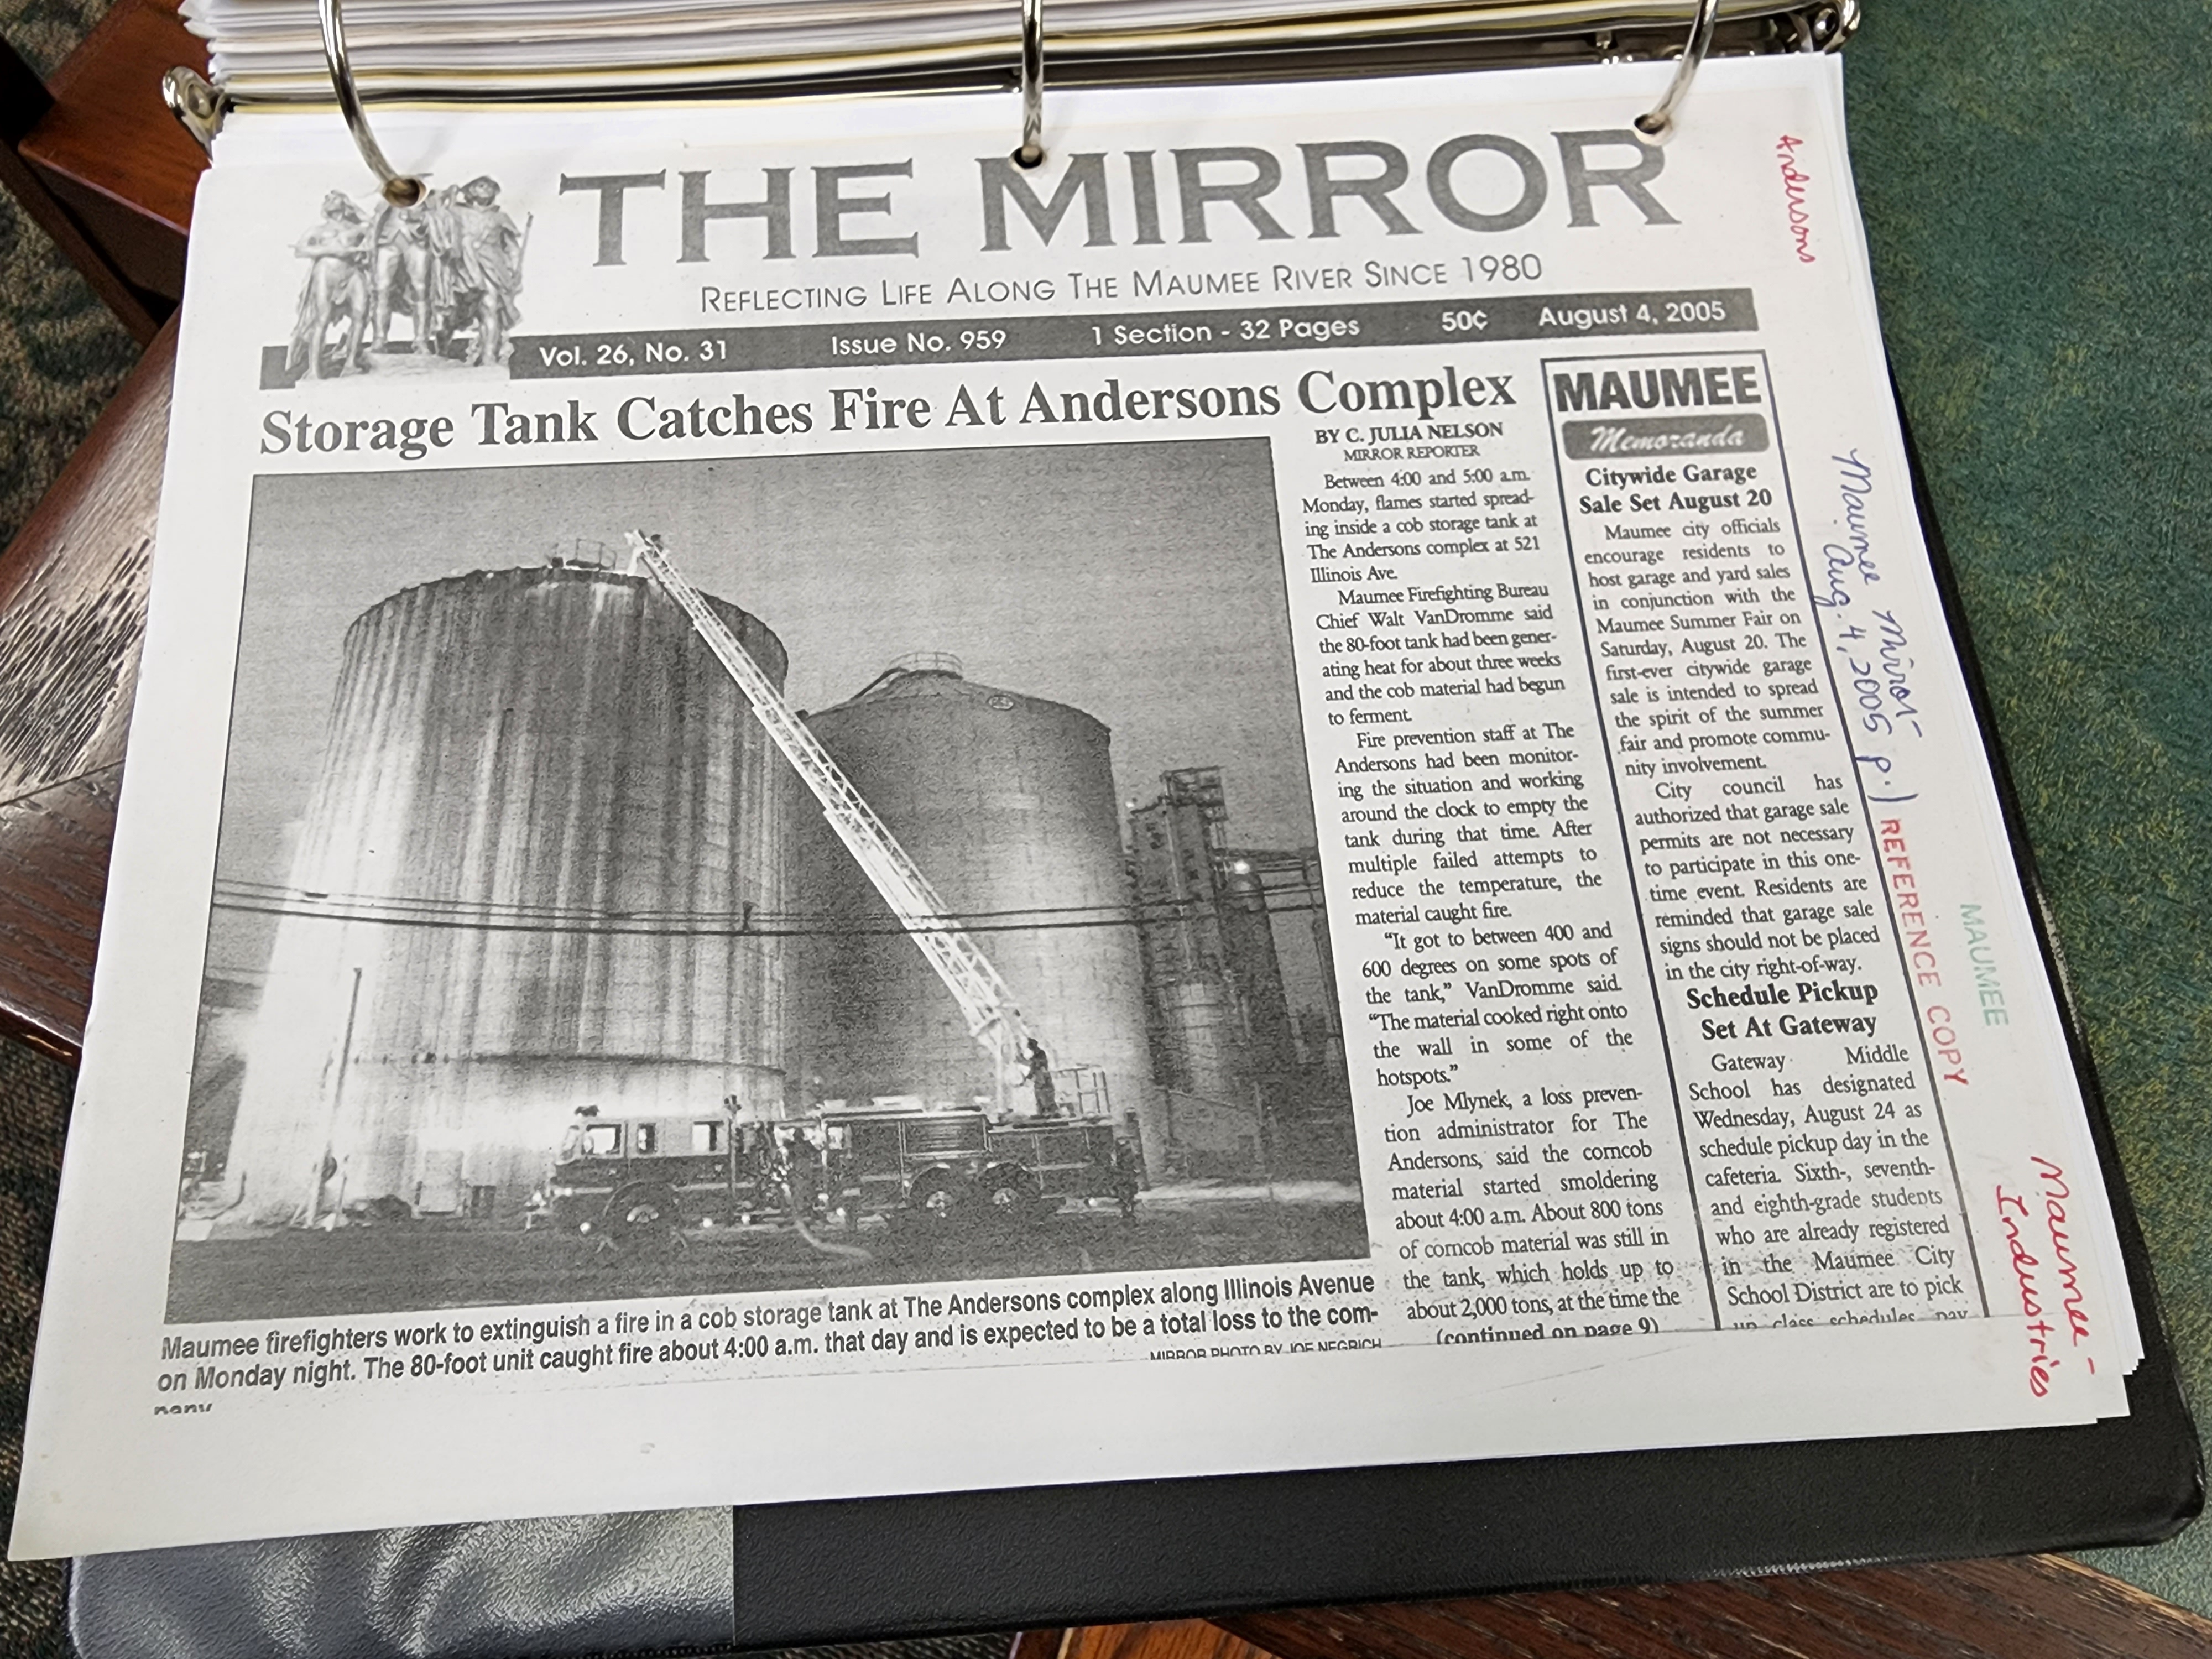 THE MIRROR
REFLECTING LIFE ALONG THE MAUMEE RIVER SINCE 1980
Vol. 26, No. 31 Issue No. 959 1 Section - 32 Pages 50¢ August 4, 2005
Storage Tank Catches Fire At Andersons Complex
BY C. JULIA NELSON
MIRROR REPORTER
Between 4:00 and 5:00 a.m.
Monday, flames started spread-
ing inside a cob storage tank at
The Andersons complex at 521
Illinois Ave.
Maumee Firefighting Bureau
Chief Walt VanDromme said
the 80-foot tank had been gener-
ating heat for about three weeks
and the cob material had begun
to ferment.
Fire prevention staff at The
Andersons had been monitor-
ing the situation and working
around the clock to empty the
tank during that time. After
multiple failed attempts to
reduce the temperature, the
material caught fire.
“It got to between 400 and
600 degrees on some spots of
the tank,” VanDromme said.
“The material cooked right onto
the wall in some of the
hotspots.”
Joe Mlynek, a loss preven-
tion administrator for The
Andersons, said the corncob
material started smoldering
about 4:00 a.m. About 800 tons
of corncob material was still in
the tank, which holds up to
about 2,000 tons, at the time the
(continued on page 9)
Maumee firefighters work to extinguish a fire in a cob storage tank at The Andersons complex along Illinois Avenue
on Monday night. The 80-foot unit caught fire about 4:00 a.m. that day and is expected to be a total loss to the com-
pany
MIRROR PHOTO BY JOE NEGRICH
MAUMEE
Memoranda
Citywide Garage
Sale Set August 20
Maumee city officials
encourage residents to
host garage and yard sales
in conjunction with the
Maumee Summer Fair on
Saturday, August 20. The
first-ever citywide garage
sale is intended to spread
the spirit of the summer
fair and promote commu-
nity involvement.
City council has
authorized that garage sale
permits are not necessary
to participate in this one-
time event. Residents are
reminded that garage sale
signs should not be placed
in the city right-of-way.
Schedule Pickup
Set At Gateway
Gateway Middle
School has designated
Wednesday, August 24 as
schedule pickup day in the
cafeteria. Sixth-, seventh-
and eighth-grade students
who are already registered
in the Maumee City
School District are to pick
up class schedules, pay
Andersons
Maumee Mirror
Aug. 4, 2005 p.1
REFERENCE COPY
MAUMEE
Maumee -
Industries